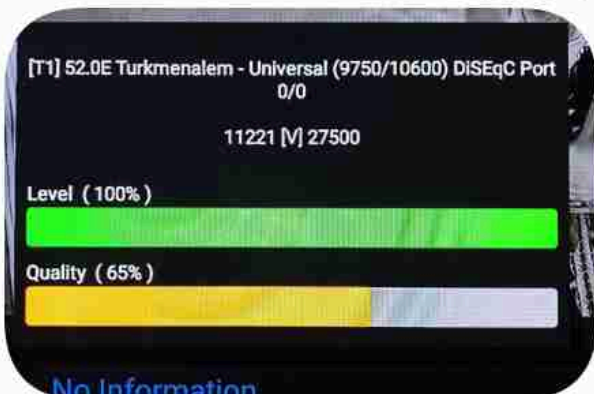 [T1] 52.0E Turkmenalem - Universal (9750/10600) DiSEqC Port
0/0
11221 [V] 27500
Level ( 100% )
Quality ( 65% )
No Information